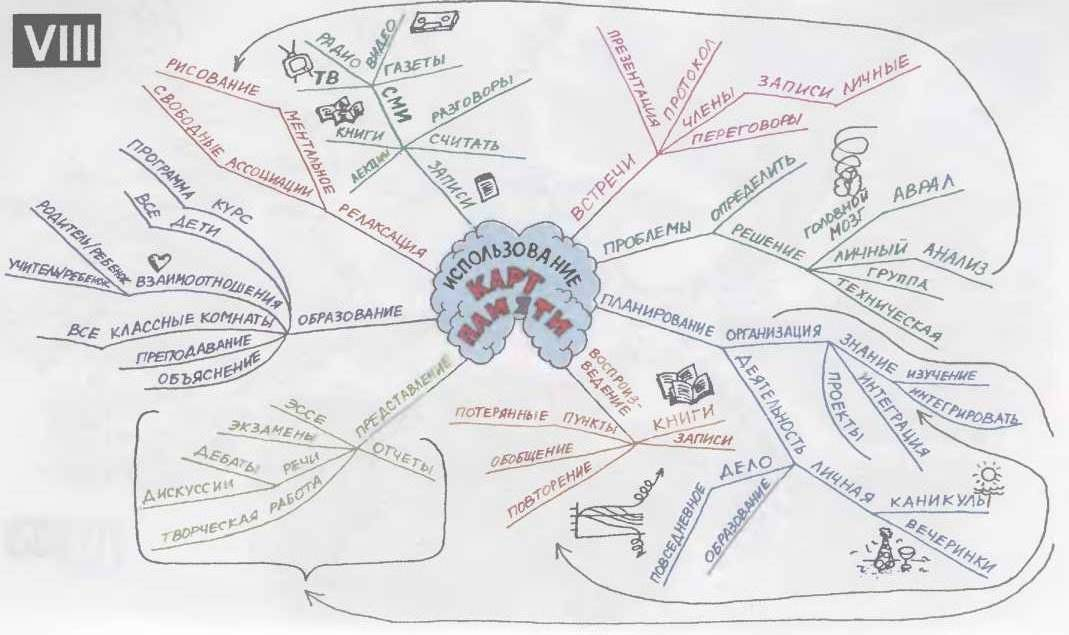 VIII
ИСПОЛЬЗОВАНИЕ
КАРТ
ПАМЯТИ
ЗАПИСИ
СМИ
РАДИО
ВИДЕО
ТВ
ГАЗЕТЫ
КНИГИ
ЛЕКЦИИ
РАЗГОВОРЫ
СЧИТАТЬ
ВСТРЕЧИ
ПРЕЗЕНТАЦИЯ
ПРОТОКОЛ
ЧЛЕНЫ
ЗАПИСИ ЛИЧНЫЕ
ПЕРЕГОВОРЫ
ПРОБЛЕМЫ
ОПРЕДЕЛИТЬ
РЕШЕНИЕ
ГОЛОВНОЙ
МОЗГ
АВРАЛ
ЛИЧНЫЙ АНАЛИЗ
ГРУППА
ТЕХНИЧЕСКАЯ
ПЛАНИРОВАНИЕ
ОРГАНИЗАЦИЯ
ЗНАНИЕ
ИЗУЧЕНИЕ
ИНТЕГРИРОВАТЬ
ИНТЕГРАЦИЯ
ПРОЕКТЫ
ДЕЯТЕЛЬНОСТЬ
ЛИЧНАЯ
КАНИКУЛЫ
ВЕЧЕРИНКИ
ДЕЛО
ПОВСЕДНЕВНОЕ
ОБРАЗОВАНИЕ
ВОСПРОИЗ-
ВЕДЕНИЕ
КНИГИ
ЗАПИСИ
ПОТЕРЯННЫЕ ПУНКТЫ
ОБОБЩЕНИЕ
ПОВТОРЕНИЕ
ПРЕДСТАВЛЕНИЕ
ЭССЕ
ЭКЗАМЕНЫ
ОТЧЕТЫ
РЕЧИ
ДЕБАТЫ
ДИСКУССИИ
ТВОРЧЕСКАЯ РАБОТА
ОБРАЗОВАНИЕ
ПРОГРАММА КУРС
ВСЕ ДЕТИ
ВЗАИМООТНОШЕНИЯ
РОДИТЕЛЬ/РЕБЕНОК
УЧИТЕЛЬ/РЕБЕНОК
ВСЕ КЛАССНЫЕ КОМНАТЫ
ПРЕПОДАВАНИЕ
ОБЪЯСНЕНИЕ
РЕЛАКСАЦИЯ
МЕНТАЛЬНОЕ
РИСОВАНИЕ
СВОБОДНЫЕ АССОЦИАЦИИ